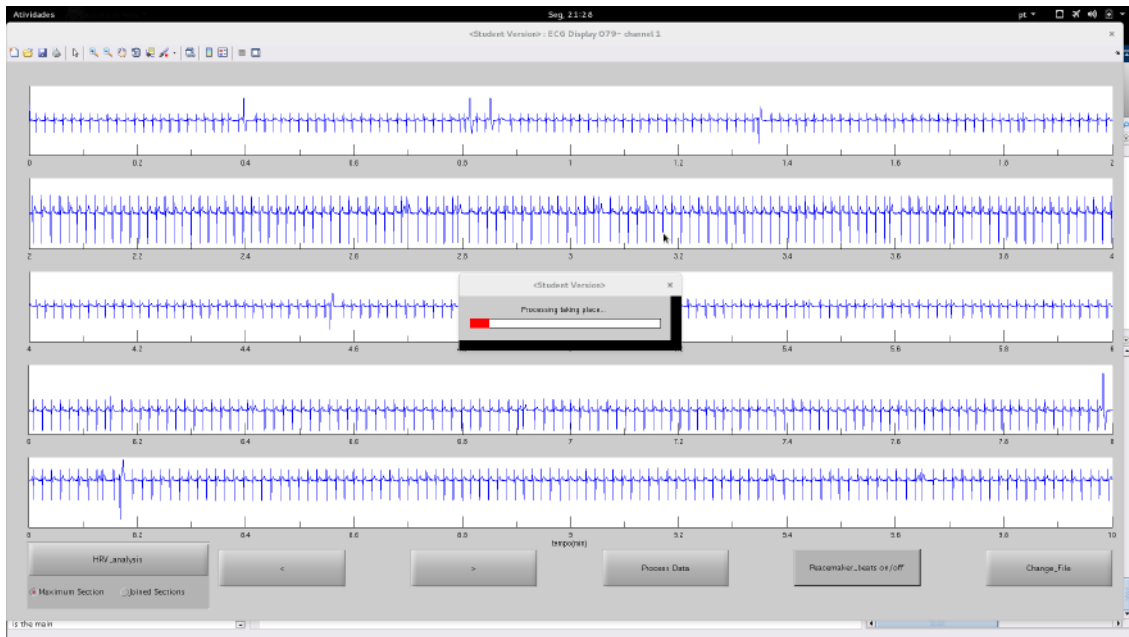 Atividades Seg, 21:28 pt
<Student Version> : ECG Display 079- channel 1
0 0.2 0.4 0.6 0.8 1 1.2 1.4 1.6 1.8 2
2 2.2 2.4 2.6 2.8 3 3.2 3.4 3.6 3.8 4
<Student Version>
Processing taking place...
4 4.2 4.4 4.6 5.4 5.6 5.8 6
6 6.2 6.4 6.6 6.8 7 7.2 7.4 7.6 7.8 8
8 8.2 8.4 8.6 8.8 9 9.2 9.4 9.6 9.8 10
tempo(min)
HRV_analysis
< > Process Data Peacemaker_beats on/off Change_File
Maximum Section Joined Sections
is the main